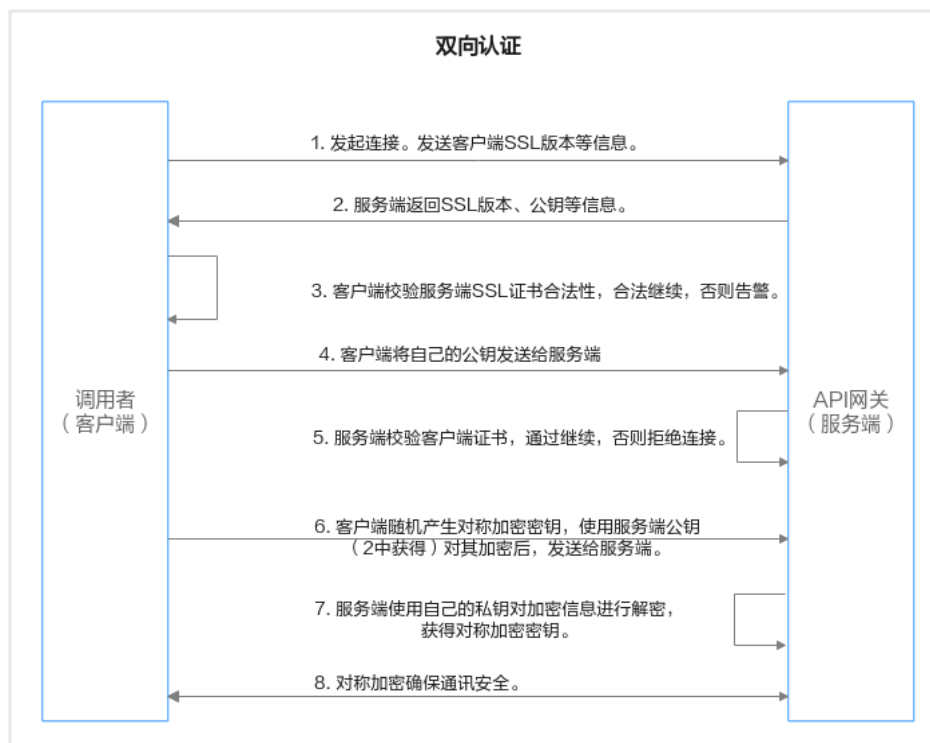 双向认证
1. 发起连接。发送客户端SSL版本等信息。
2. 服务端返回SSL版本、公钥等信息。
3. 客户端校验服务端SSL证书合法性，合法继续，否则告警。
4. 客户端将自己的公钥发送给服务端
调用者
（客户端）
API网关
（服务端）
5. 服务端校验客户端证书，通过继续，否则拒绝连接。
6. 客户端随机产生对称加密密钥，使用服务端公钥
（2中获得）对其加密后，发送给服务端。
7. 服务端使用自己的私钥对加密信息进行解密，
获得对称加密密钥。
8. 对称加密确保通讯安全。